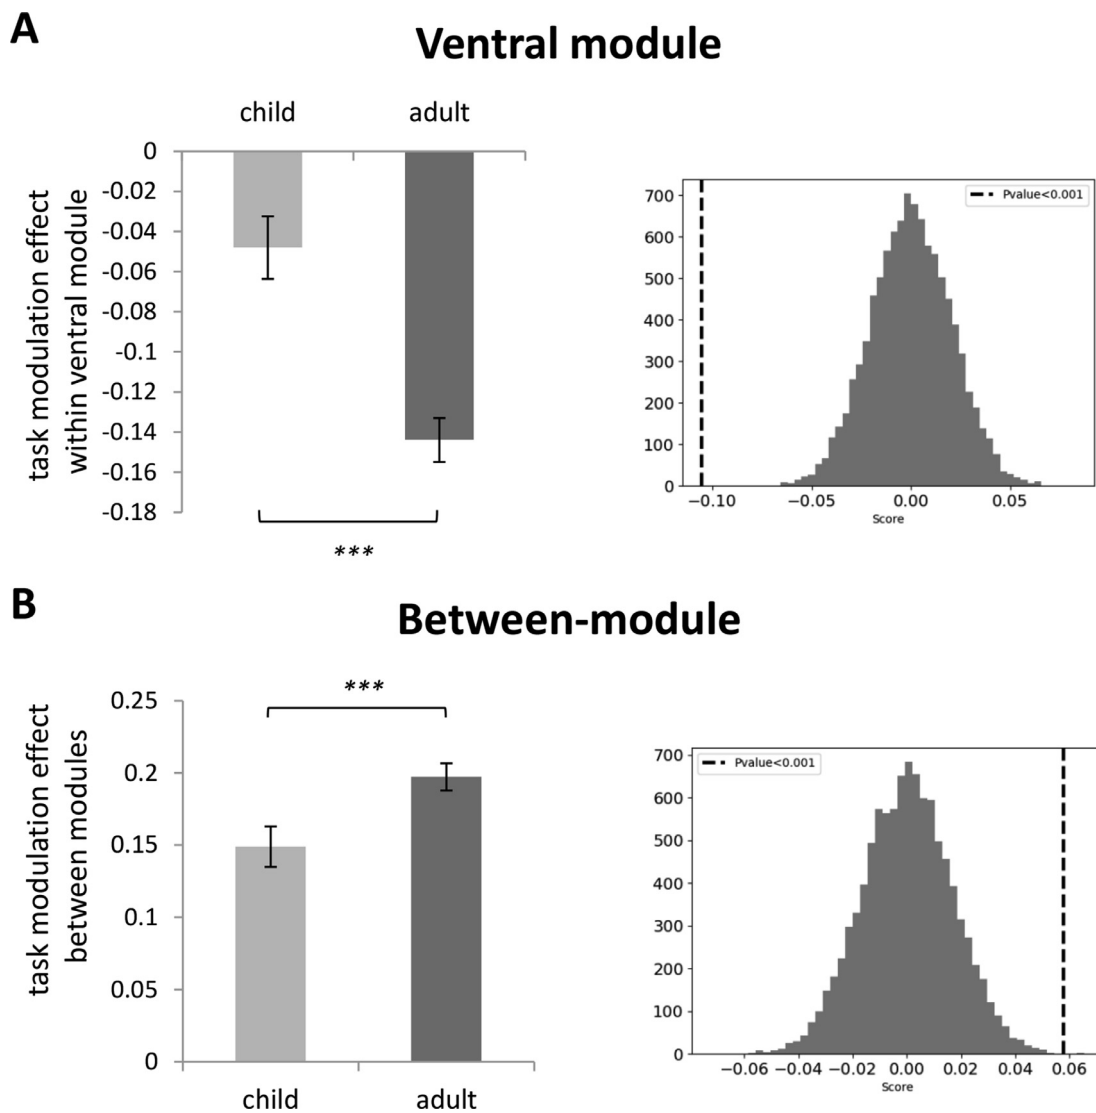 A
Ventral module
child
adult
task modulation effect
within ventral module
0
-0.02
-0.04
-0.06
-0.08
-0.1
-0.12
-0.14
-0.16
-0.18
***
700
600
500
400
300
200
100
0
Pvalue<0.001
−0.10
−0.05
0.00
0.05
Score
B
Between-module
task modulation effect
between modules
0.25
0.2
0.15
0.1
0.05
0
***
child
adult
700
600
500
400
300
200
100
0
Pvalue<0.001
−0.06
−0.04
−0.02
0.00
0.02
0.04
0.06
Score